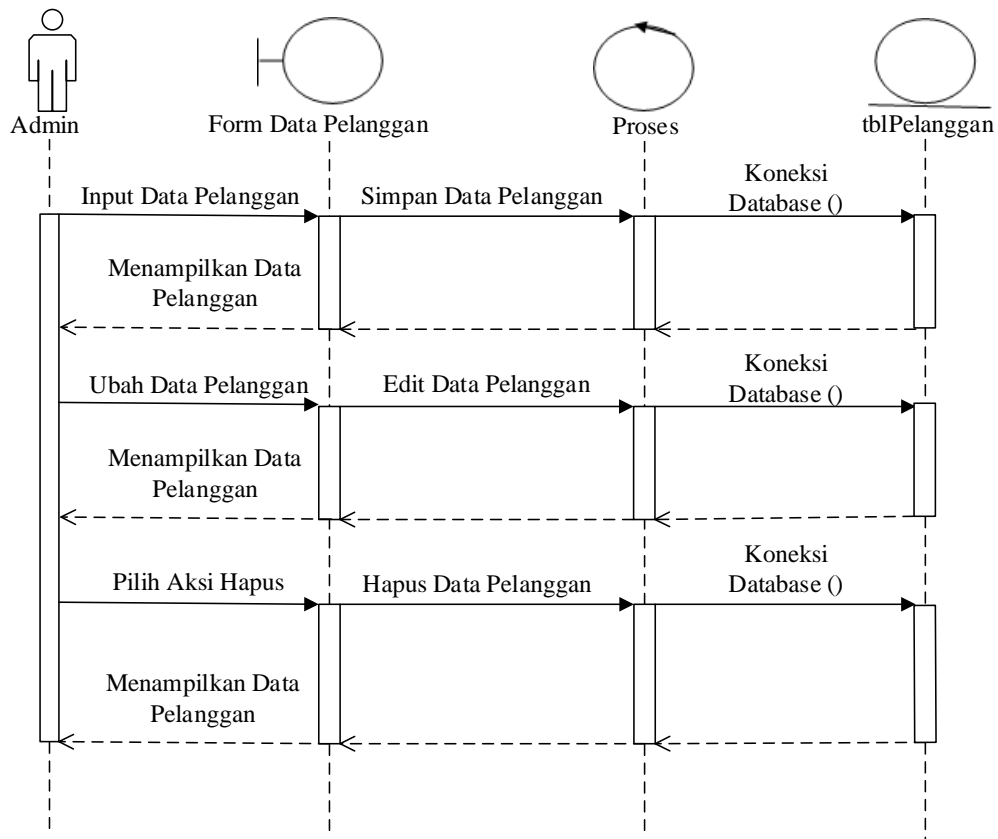 Admin
Form Data Pelanggan
Proses
tblPelanggan
Input Data Pelanggan
Simpan Data Pelanggan
Koneksi
Database ()
Menampilkan Data
Pelanggan
Ubah Data Pelanggan
Edit Data Pelanggan
Koneksi
Database ()
Menampilkan Data
Pelanggan
Pilih Aksi Hapus
Hapus Data Pelanggan
Koneksi
Database ()
Menampilkan Data
Pelanggan